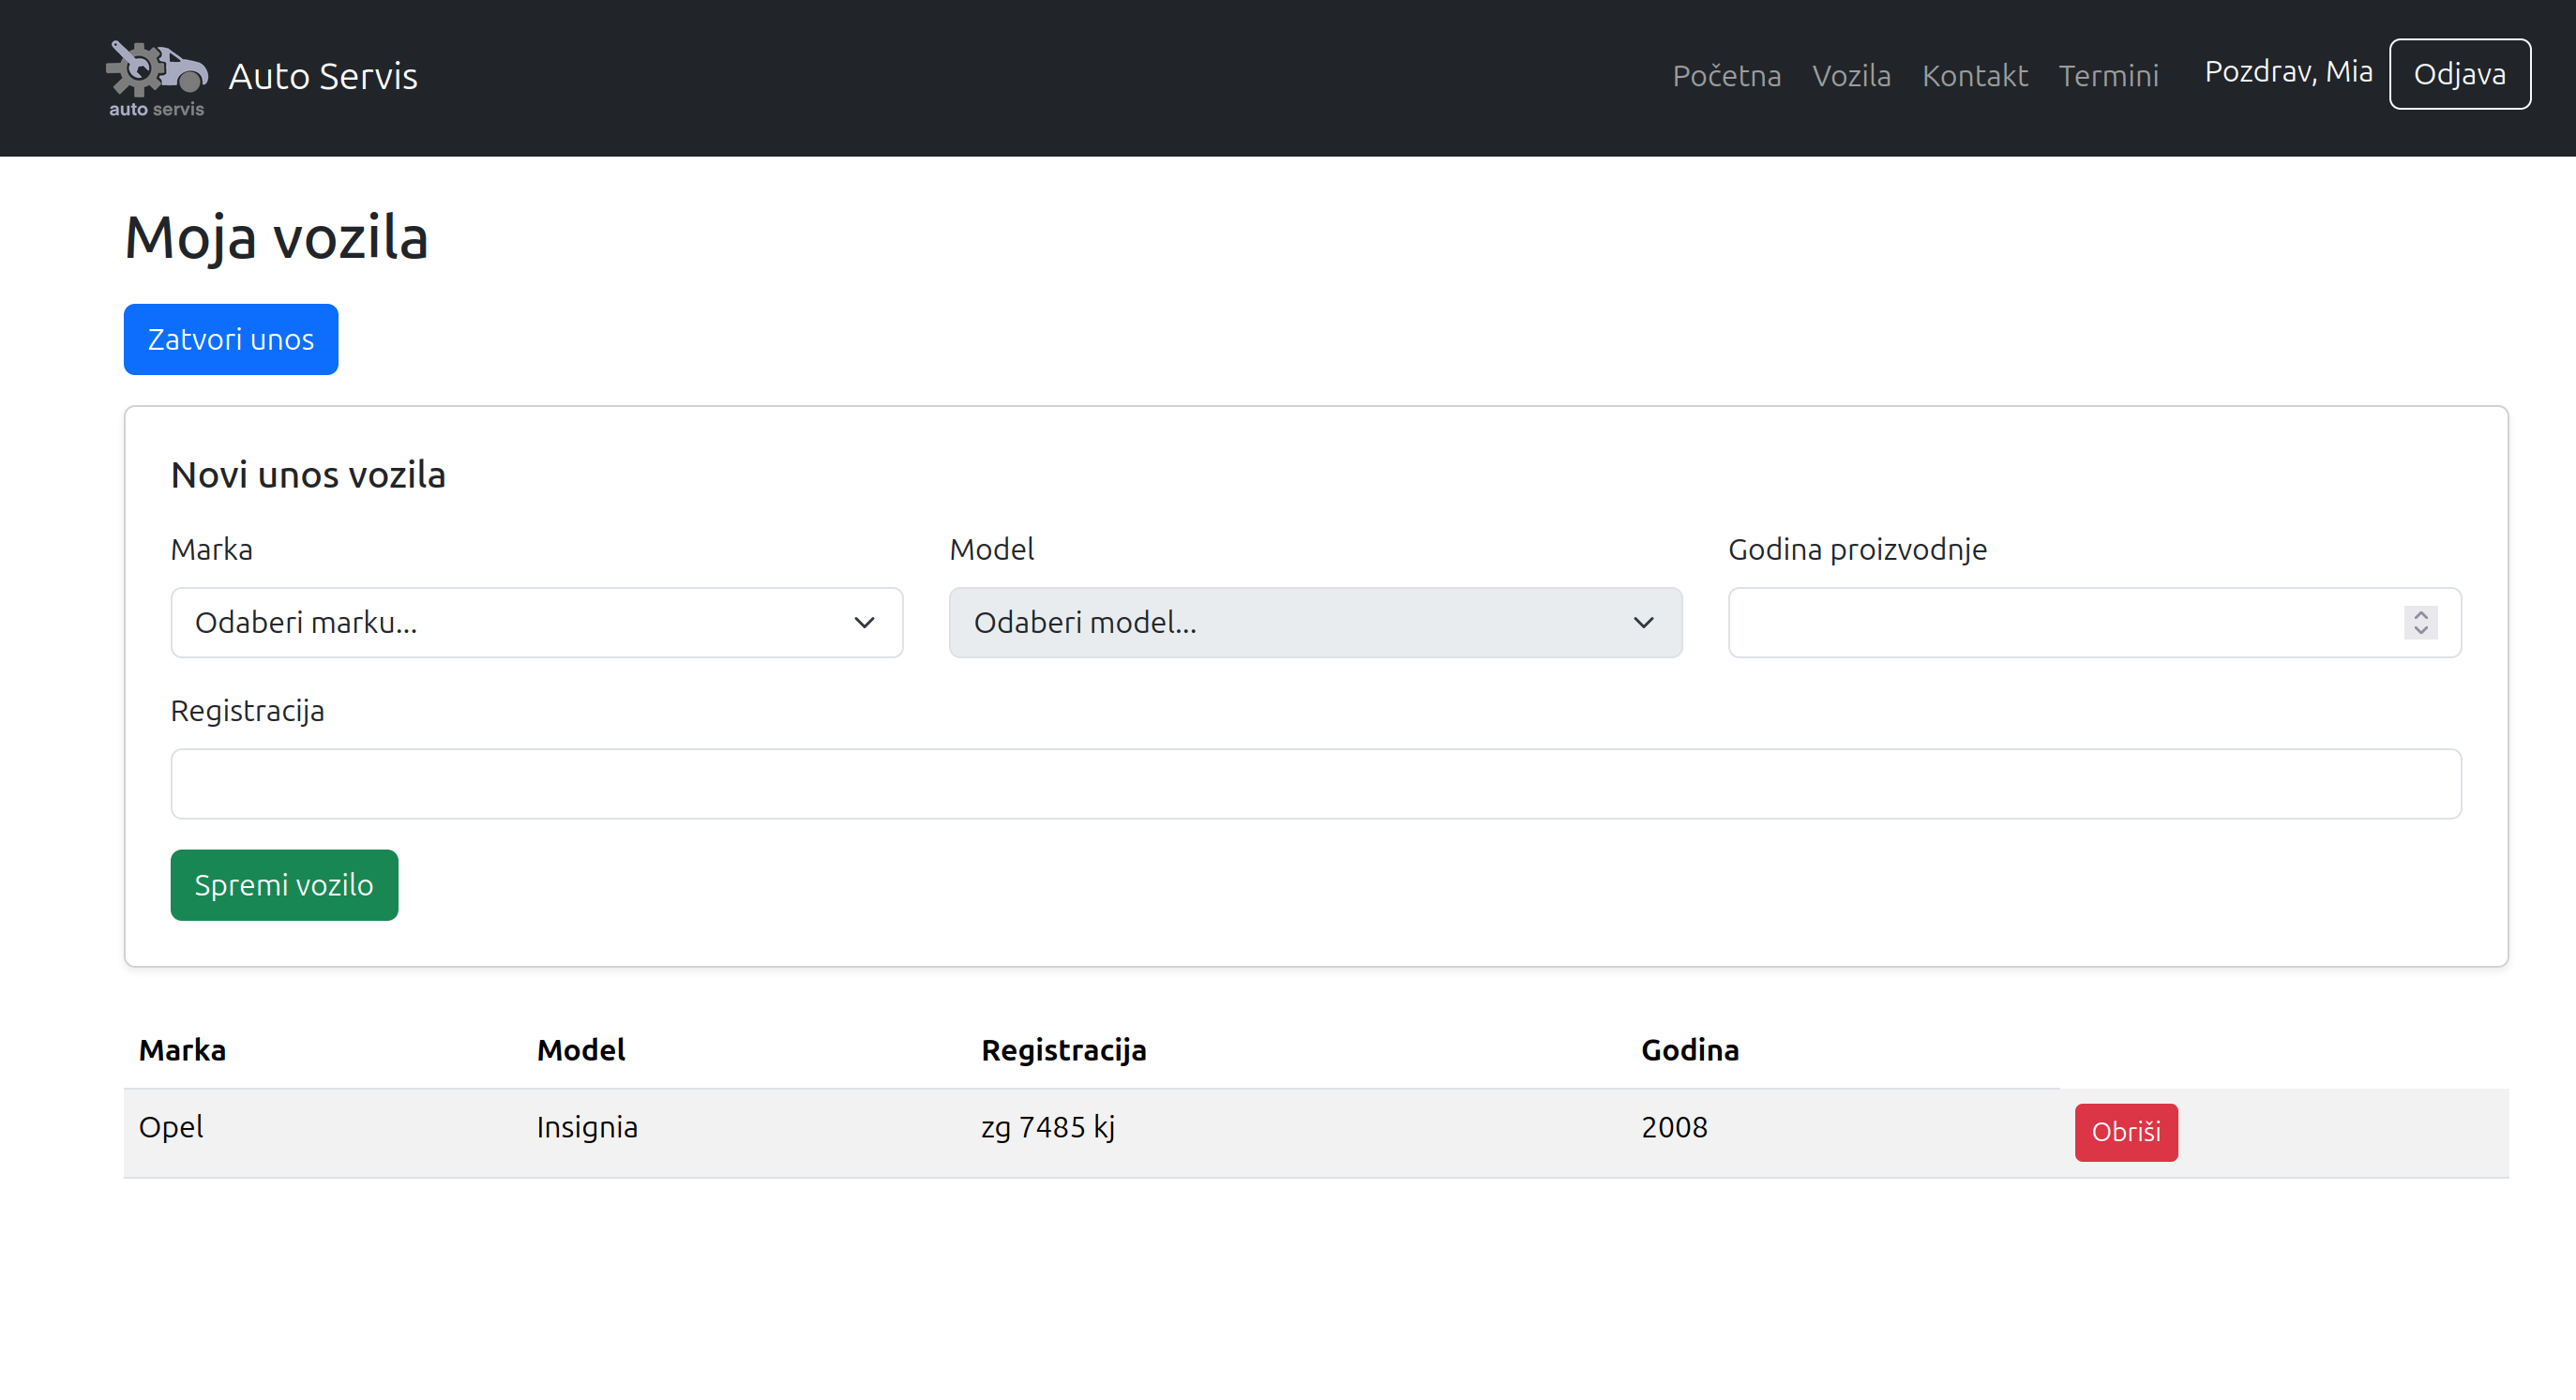 auto servis
Auto Servis
Početna Vozila Kontakt Termini Pozdrav, Mia Odjava
Moja vozila
Zatvori unos
Novi unos vozila
Marka Model Godina proizvodnje
Odaberi marku... Odaberi model...
Registracija
Spremi vozilo
Marka Model Registracija Godina
Opel Insignia zg 7485 kj 2008 Obriši